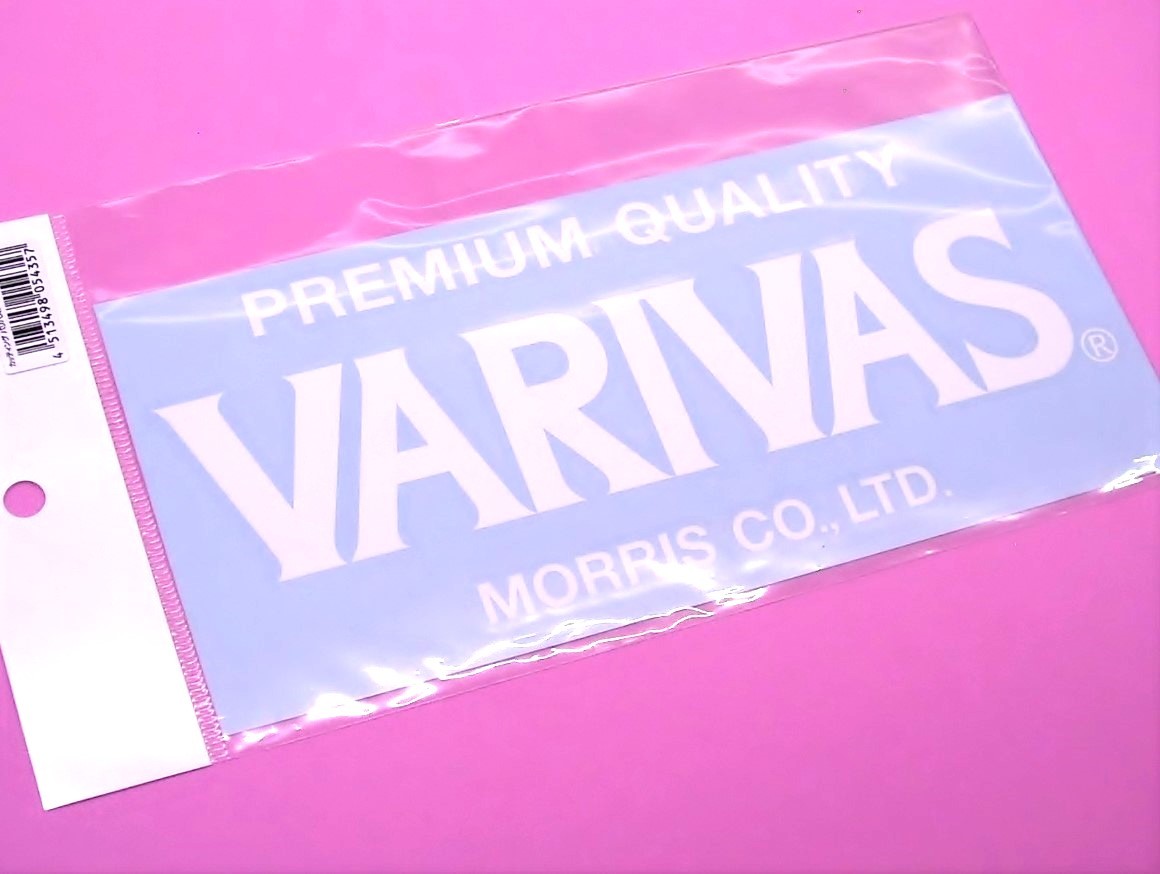 PREMIUM QUALITY
VARIVAS®
MORRIS CO., LTD.
4 513498 054357